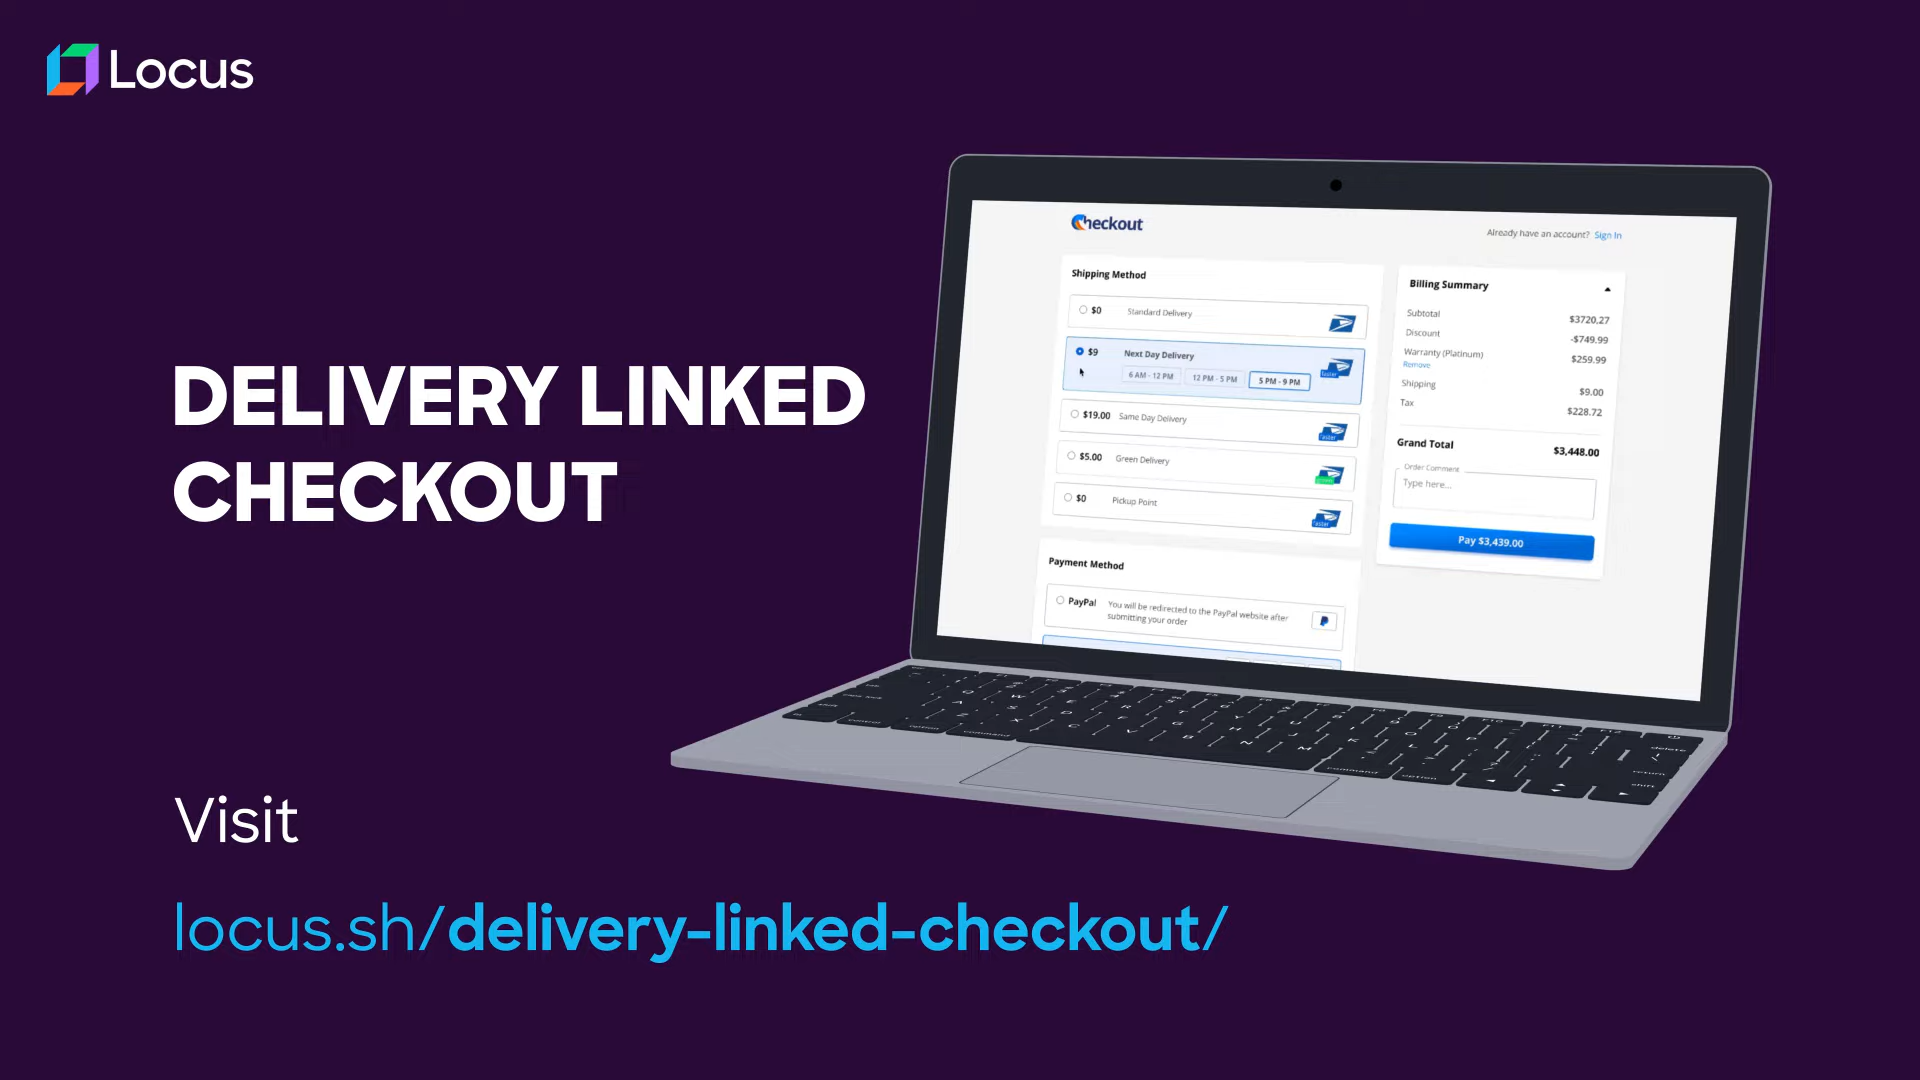 Locus
DELIVERY LINKED
CHECKOUT
Visit
locus.sh/delivery-linked-checkout/
Checkout
Already have an account? Sign In
Shipping Method
$0 Standard Delivery
$9 Next Day Delivery
faster
6 AM - 12 PM 12 PM - 5 PM 5 PM - 9 PM
$19.00 Same Day Delivery
faster
$5.00 Green Delivery
green
$0 Pickup Point
faster
Payment Method
PayPal You will be redirected to the PayPal website after
submitting your order
Billing Summary
Subtotal $3720.27
Discount -$749.99
Warranty (Platinum) $259.99
Remove
Shipping $9.00
Tax $228.72
Grand Total $3,448.00
Order Comment
Type here...
Pay $3,439.00